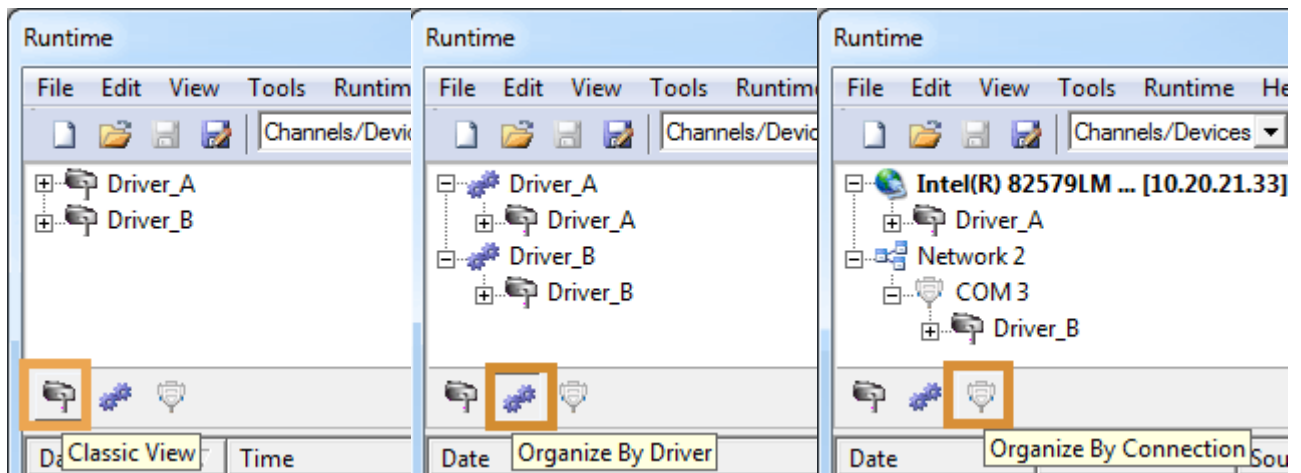 Runtime
File Edit View Tools Runtim
Channels/Devic
Driver_A
Driver_B
Classic View
Da
Time
Runtime
File Edit View Tools Runtim
Channels/Devic
Driver_A
Driver_A
Driver_B
Driver_B
Organize By Driver
Date
Runtime
File Edit View Tools Runtime He
Channels/Devices
Intel(R) 82579LM ... [10.20.21.33]
Driver_A
Network 2
COM 3
Driver_B
Organize By Connection
Date
Sou